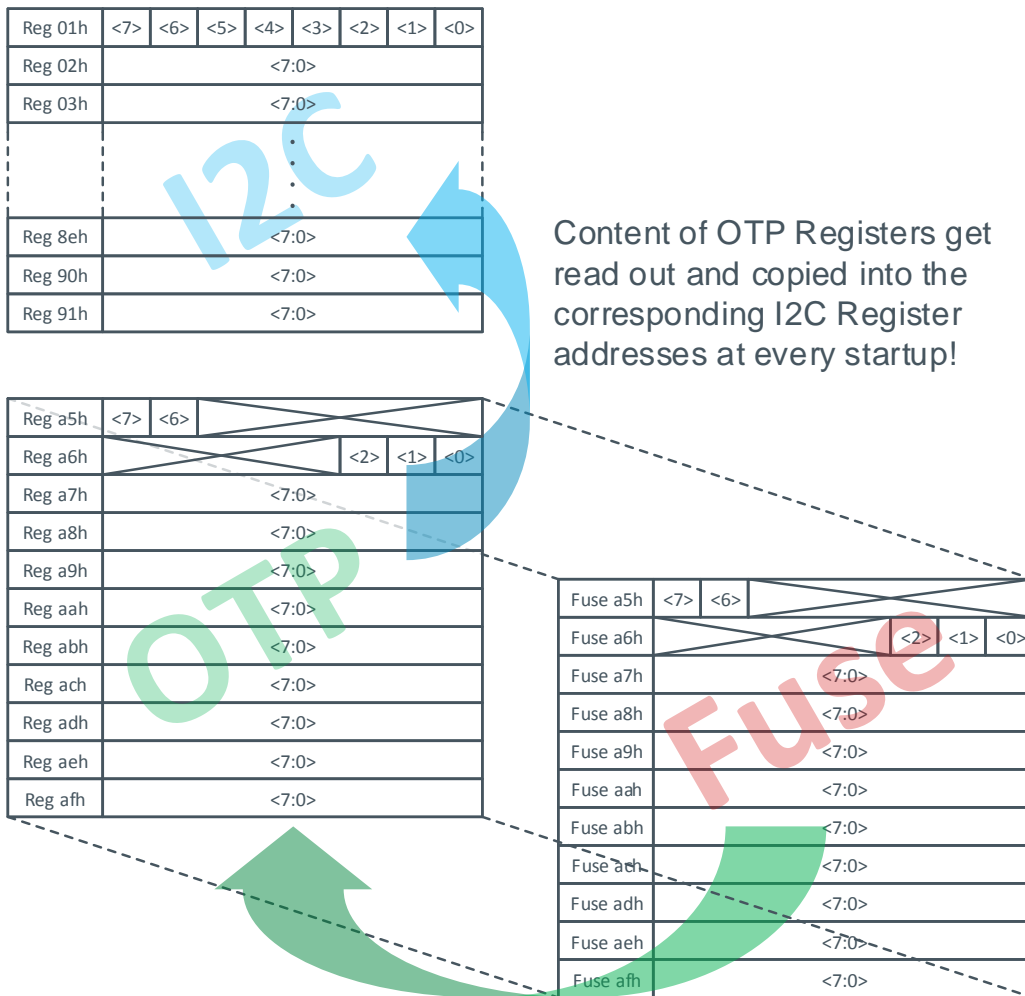 Reg 01h <7> <6> <5> <4> <3> <2> <1> <0>
Reg 02h <7:0>
Reg 03h <7:0>
I2C
Reg 8eh <7:0>
Reg 90h <7:0>
Reg 91h <7:0>
Content of OTP Registers get
read out and copied into the
corresponding I2C Register
addresses at every startup!
Reg a5h <7> <6>
Reg a6h <2> <1> <0>
Reg a7h <7:0>
Reg a8h <7:0>
Reg a9h <7:0>
Reg aah <7:0>
Reg abh <7:0>
Reg ach <7:0>
Reg adh <7:0>
Reg aeh <7:0>
Reg afh <7:0>
OTP
Fuse a5h <7> <6>
Fuse a6h <2> <1> <0>
Fuse a7h <7:0>
Fuse a8h <7:0>
Fuse a9h <7:0>
Fuse aah <7:0>
Fuse abh <7:0>
Fuse ach <7:0>
Fuse adh <7:0>
Fuse aeh <7:0>
Fuse afh <7:0>
Fuse